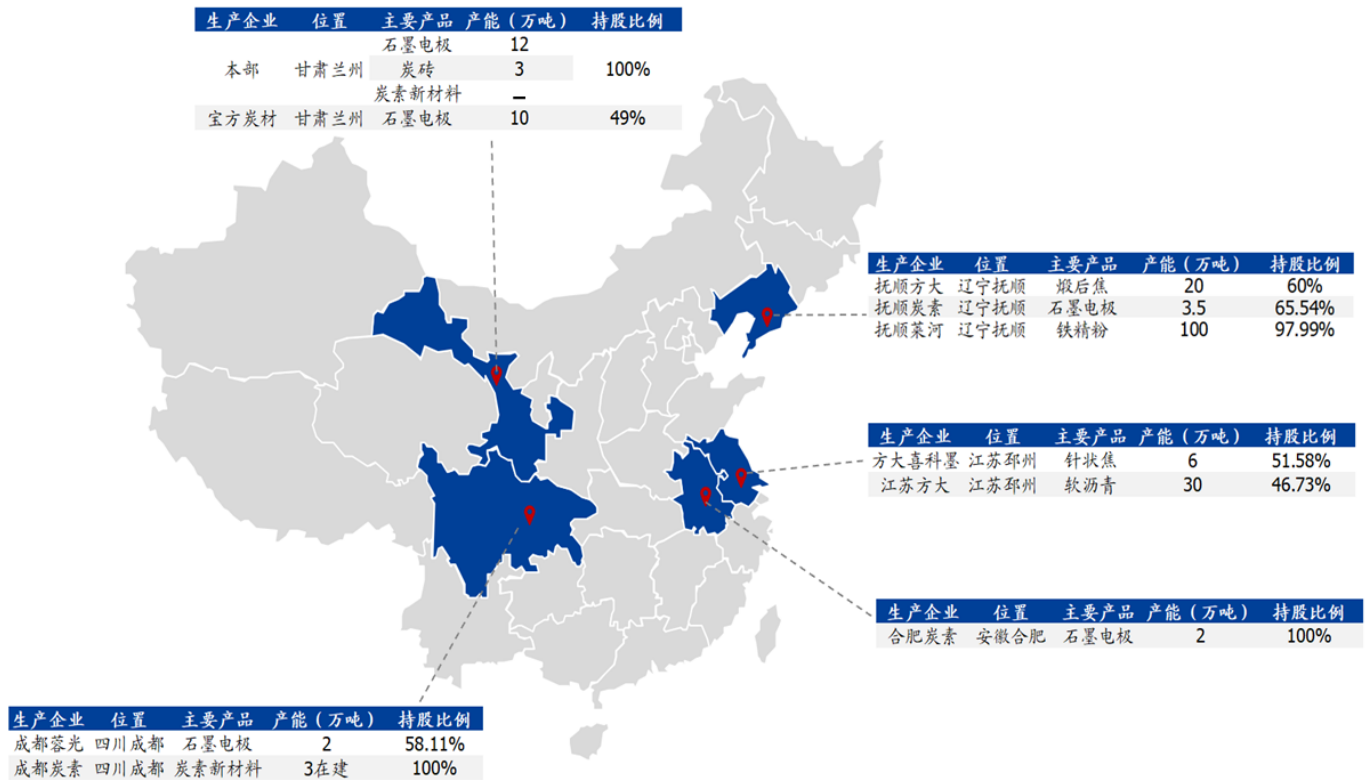 生产企业 位置 主要产品 产能（万吨） 持股比例
石墨电极 12
本部 甘肃兰州 炭砖 3 100%
炭素新材料 —
宝方炭材 甘肃兰州 石墨电极 10 49%
生产企业 位置 主要产品 产能（万吨） 持股比例
抚顺方大 辽宁抚顺 煅后焦 20 60%
抚顺炭素 辽宁抚顺 石墨电极 3.5 65.54%
抚顺菜河 辽宁抚顺 铁精粉 100 97.99%
生产企业 位置 主要产品 产能（万吨） 持股比例
方大喜科墨 江苏邳州 针状焦 6 51.58%
江苏方大 江苏邳州 软沥青 30 46.73%
生产企业 位置 主要产品 产能（万吨） 持股比例
合肥炭素 安徽合肥 石墨电极 2 100%
生产企业 位置 主要产品 产能（万吨） 持股比例
成都蓉光 四川成都 石墨电极 2 58.11%
成都炭素 四川成都 炭素新材料 3在建 100%